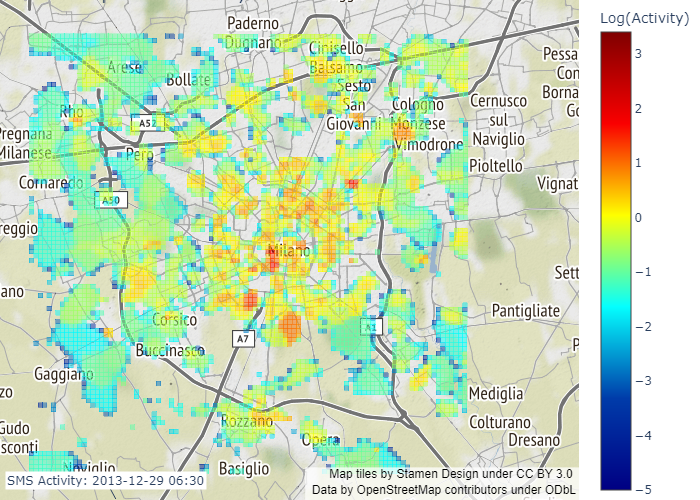 Log(Activity)
3
2
1
0
−1
−2
−3
−4
−5
Paderno
Dugnano
Cinisello
Balsamo
Pessa
Con
Borna
Go
Arese
Bollate
Sesto
San
Giovanni
Cologno
Monzese
Cernusco
sul
Naviglio
Rho
A52
Vimodrone
Pregnana
Milanese
Pero
Pioltello
Cornaredo
Vignat
A50
reggio
Milano
Sett
ano
Corsico
A1
Pantigliate
A7
P
Buccinasco
Gaggiano
Mediglia
zzo
Rozzano
Colturano
Gudo
sconti
Opera
Dresano
Noviglio
Basiglio
SMS Activity: 2013-12-29 06:30
Map tiles by Stamen Design under CC BY 3.0
Data by OpenStreetMap contributors under ODbL